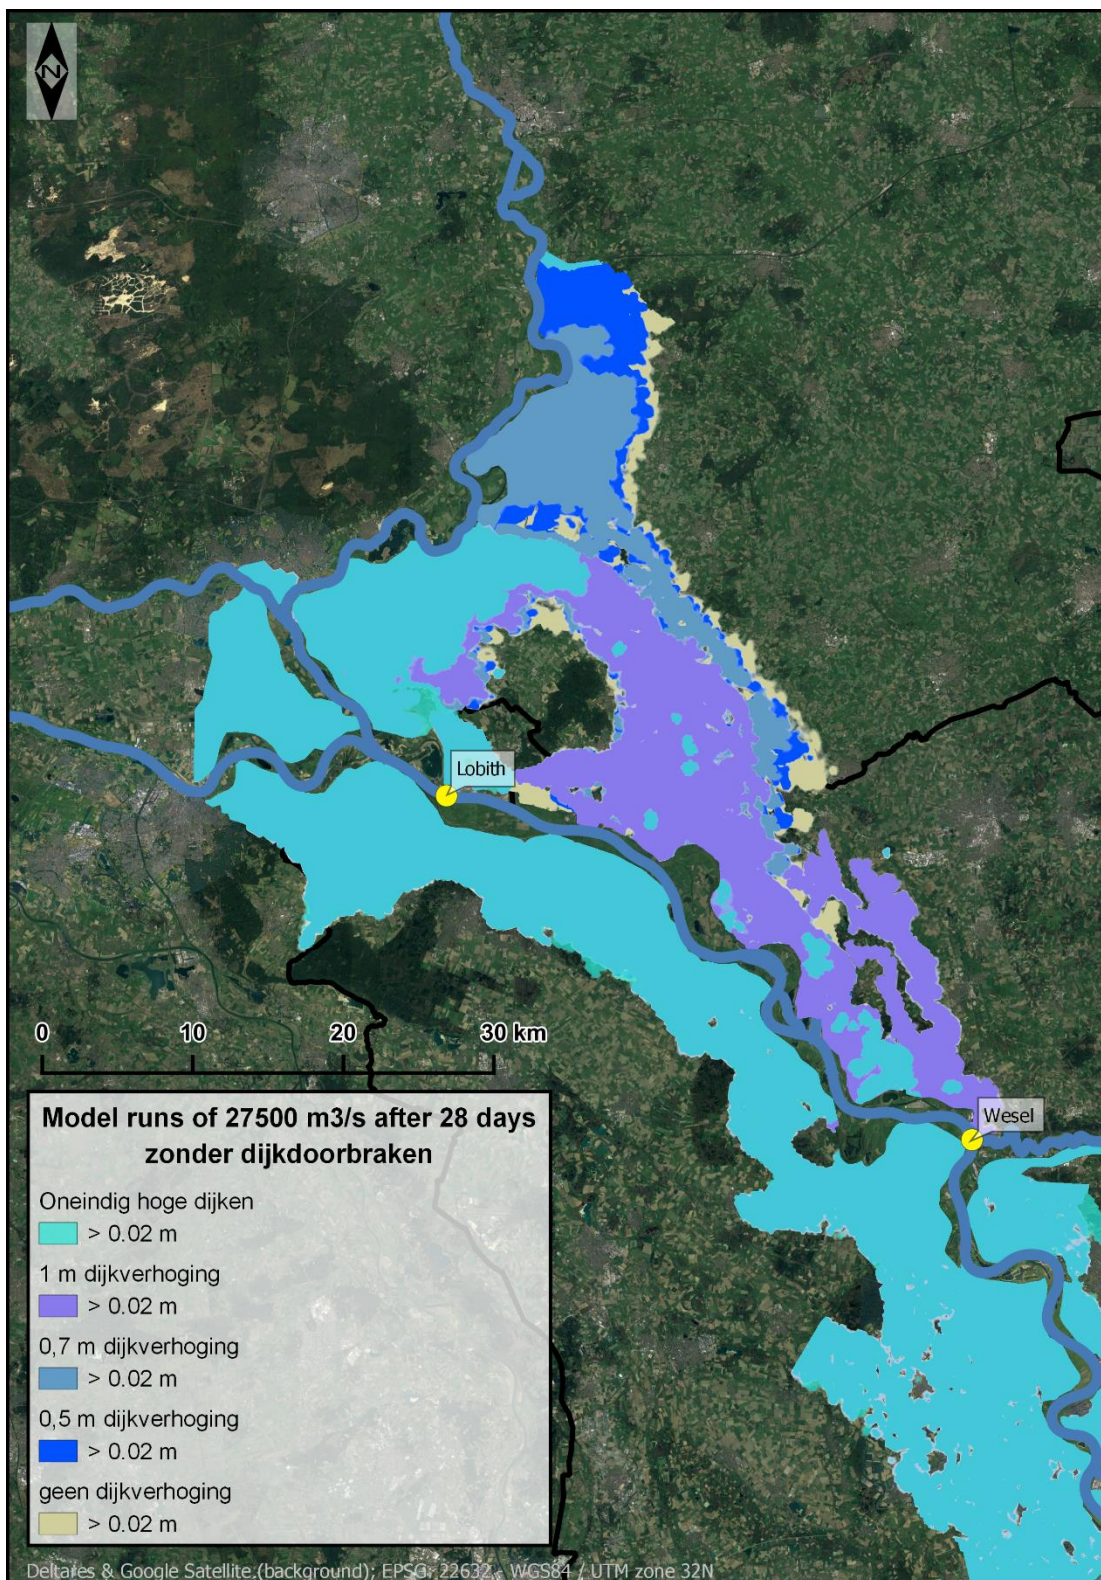 N
Lobith
0 10 20 30 km
Wesel
Model runs of 27500 m3/s after 28 days
zonder dijkdoorbraken
Oneindig hoge dijken
> 0.02 m
1 m dijkverhoging
> 0.02 m
0,7 m dijkverhoging
> 0.02 m
0,5 m dijkverhoging
> 0.02 m
geen dijkverhoging
> 0.02 m
Deltares & Google Satellite (background); EPSG: 22632 - WGS84 / UTM zone 32N